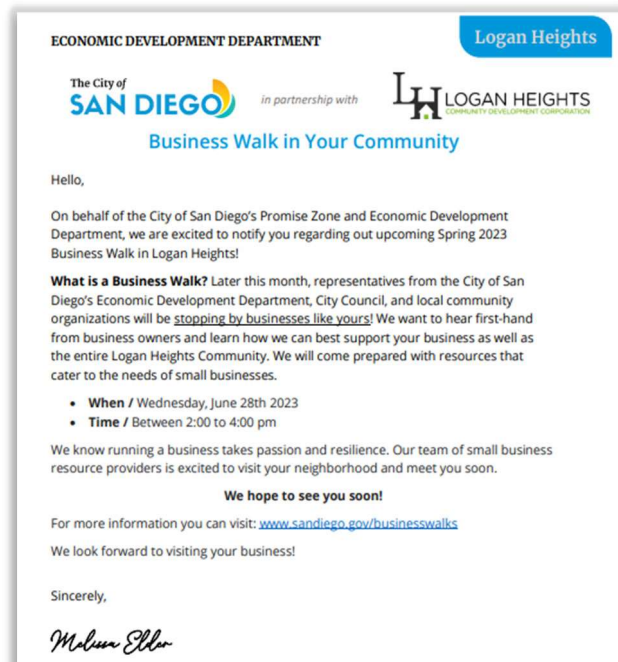 ECONOMIC DEVELOPMENT DEPARTMENT
Logan Heights
The City of
SAN DIEGO
in partnership with
LH LOGAN HEIGHTS
COMMUNITY DEVELOPMENT CORPORATION
Business Walk in Your Community
Hello,
On behalf of the City of San Diego's Promise Zone and Economic Development
Department, we are excited to notify you regarding out upcoming Spring 2023
Business Walk in Logan Heights!
What is a Business Walk? Later this month, representatives from the City of San
Diego's Economic Development Department, City Council, and local community
organizations will be stopping by businesses like yours! We want to hear first-hand
from business owners and learn how we can best support your business as well as
the entire Logan Heights Community. We will come prepared with resources that
cater to the needs of small businesses.
• When / Wednesday, June 28th 2023
• Time / Between 2:00 to 4:00 pm
We know running a business takes passion and resilience. Our team of small business
resource providers is excited to visit your neighborhood and meet you soon.
We hope to see you soon!
For more information you can visit: www.sandiego.gov/businesswalks
We look forward to visiting your business!
Sincerely,
Melissa Elder